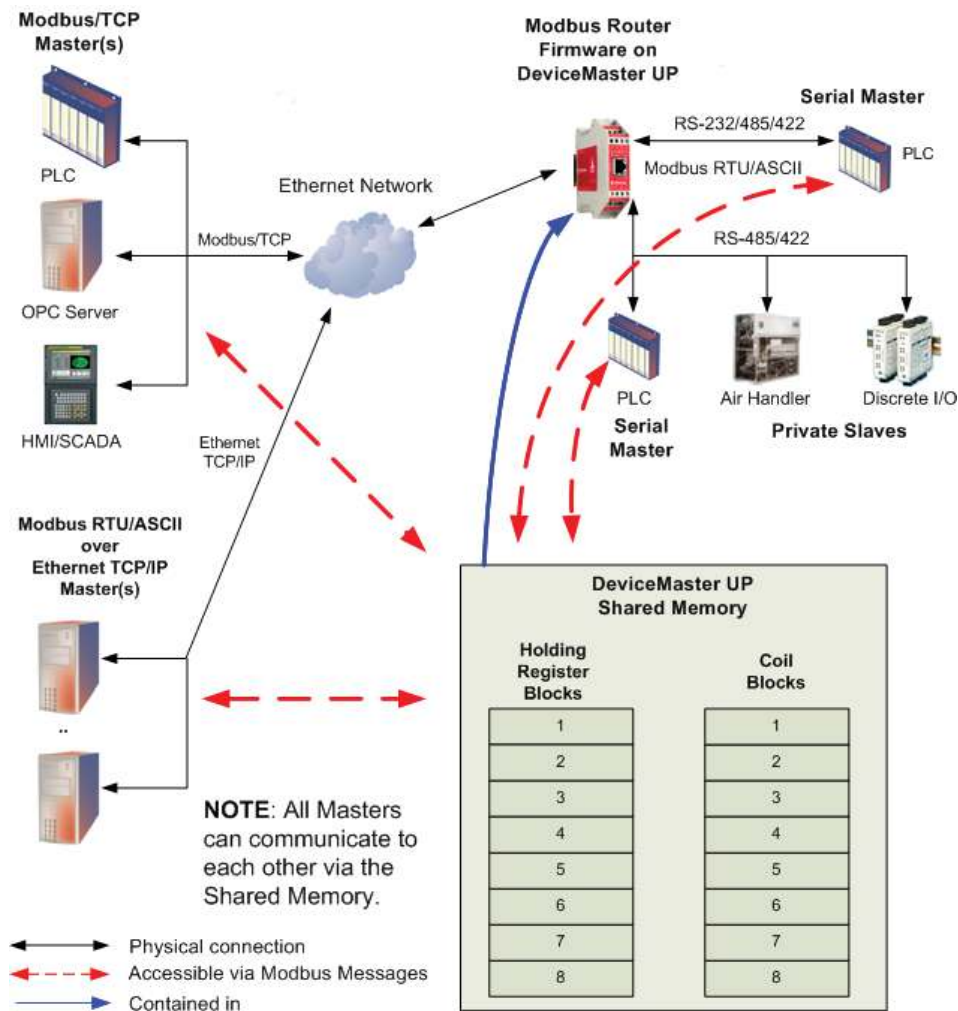 Modbus/TCP
Master(s)
PLC
OPC Server
HMI/SCADA
Modbus/TCP
Ethernet Network
Modbus Router
Firmware on
DeviceMaster UP
RS-232/485/422
Modbus RTU/ASCII
Serial Master
PLC
RS-485/422
PLC
Serial
Master
Air Handler
Discrete I/O
Private Slaves
Ethernet
TCP/IP
Modbus RTU/ASCII
over
Ethernet TCP/IP
Master(s)
..
NOTE: All Masters
can communicate to
each other via the
Shared Memory.
DeviceMaster UP
Shared Memory
Holding
Register
Blocks
1
2
3
4
5
6
7
8
Coil
Blocks
1
2
3
4
5
6
7
8
Physical connection
Accessible via Modbus Messages
Contained in